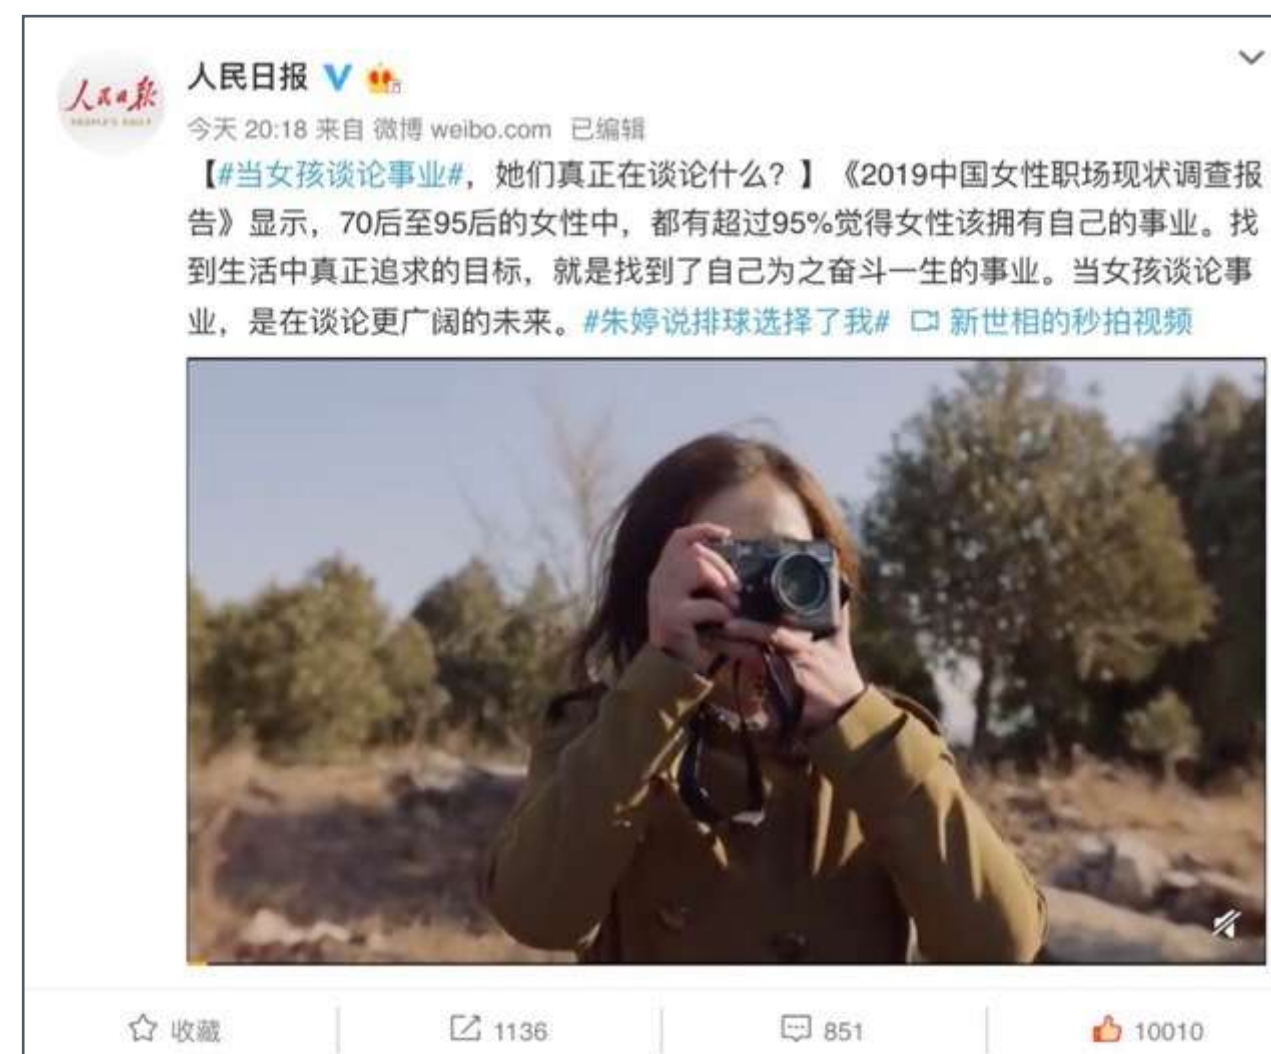 人民日报
人民日报
PEOPLE'S DAILY
今天 20:18 来自 微博 weibo.com 已编辑
【#当女孩谈论事业#，她们真正在谈论什么？】《2019中国女性职场现状调查报
告》显示，70后至95后的女性中，都有超过95%觉得女性该拥有自己的事业。找
到生活中真正追求的目标，就是找到了自己为之奋斗一生的事业。当女孩谈论事
业，是在谈论更广阔的未来。#朱婷说排球选择了我# 新世相的秒拍视频
收藏 1136 851 10010